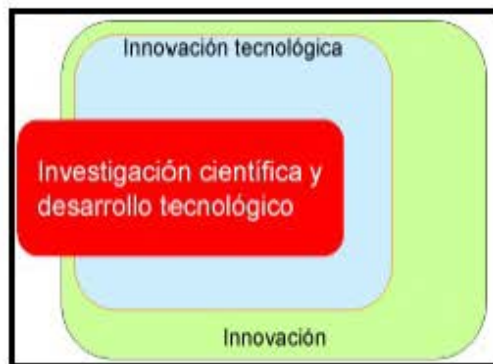 Innovación tecnológica
Investigación científica y
desarrollo tecnológico
Innovación